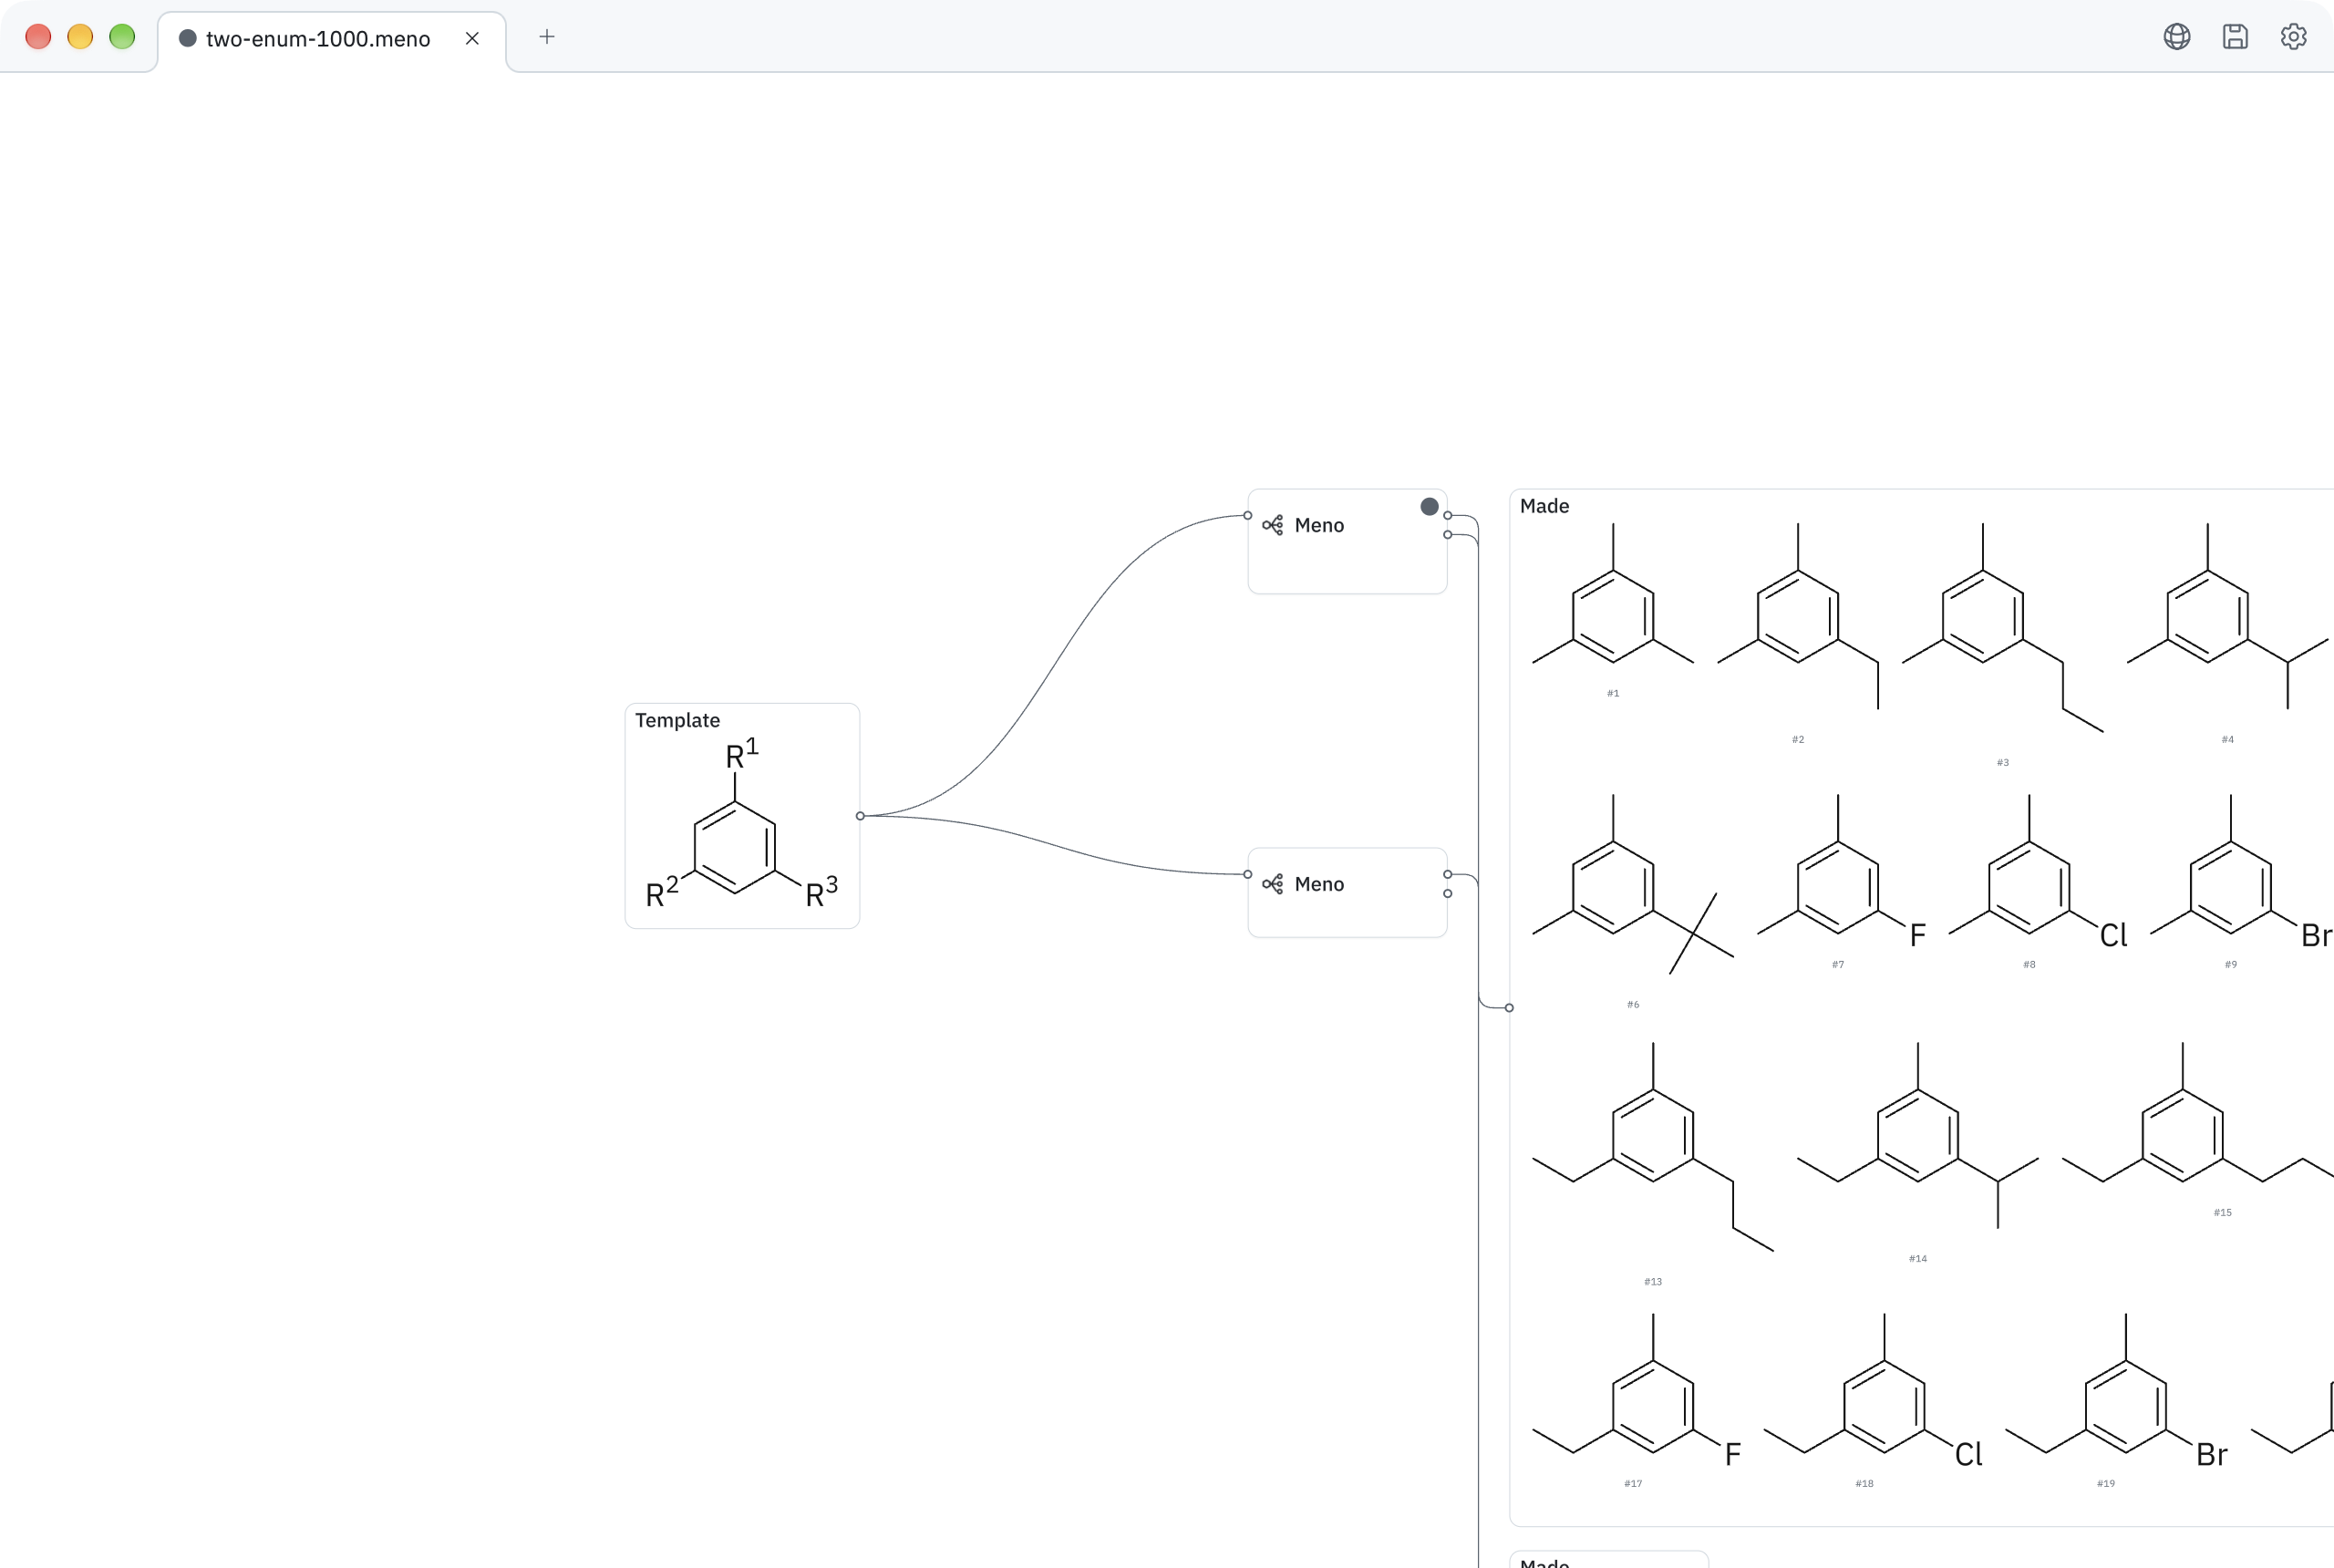 two-enum-1000.meno
Template
R1
R2
R3
Meno
Meno
Made
#1
#2
#3
#4
F
Cl
Br
#6
#7
#8
#9
#13
#14
#15
F
Cl
Br
#17
#18
#19
Made